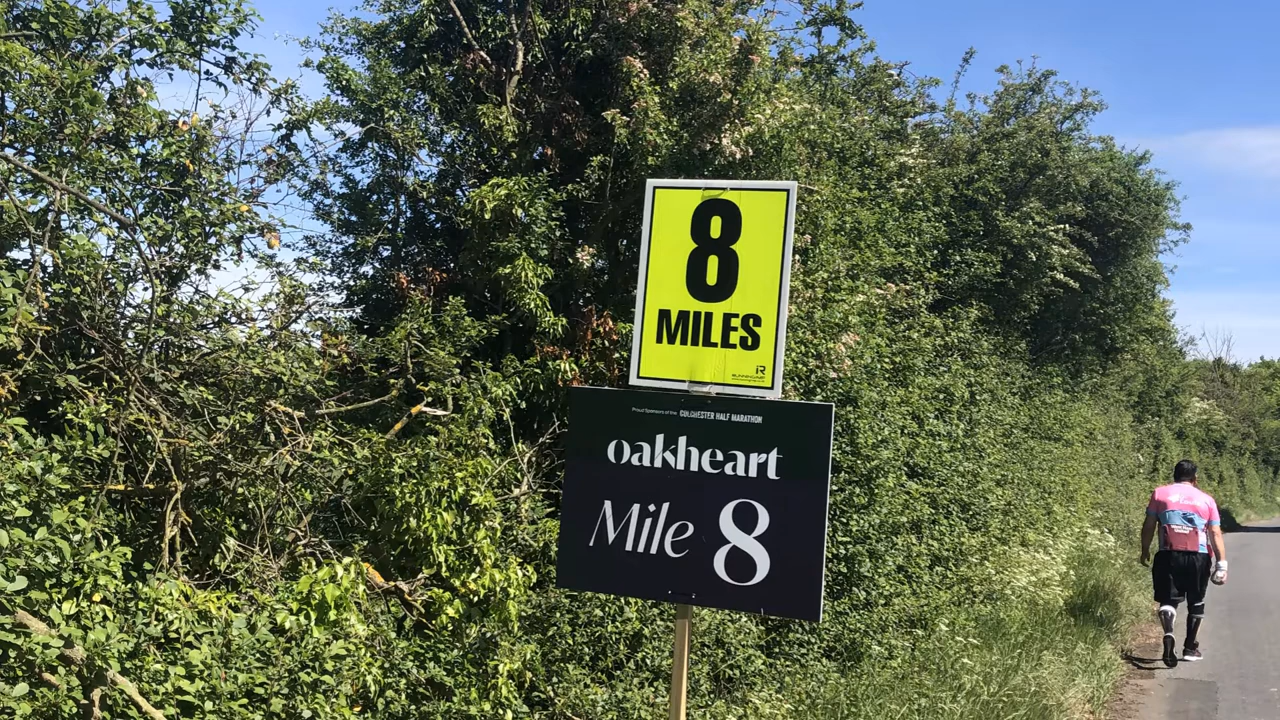 8
MILES
Proud Sponsors of the COLCHESTER HALF MARATHON
oakheart
Mile 8